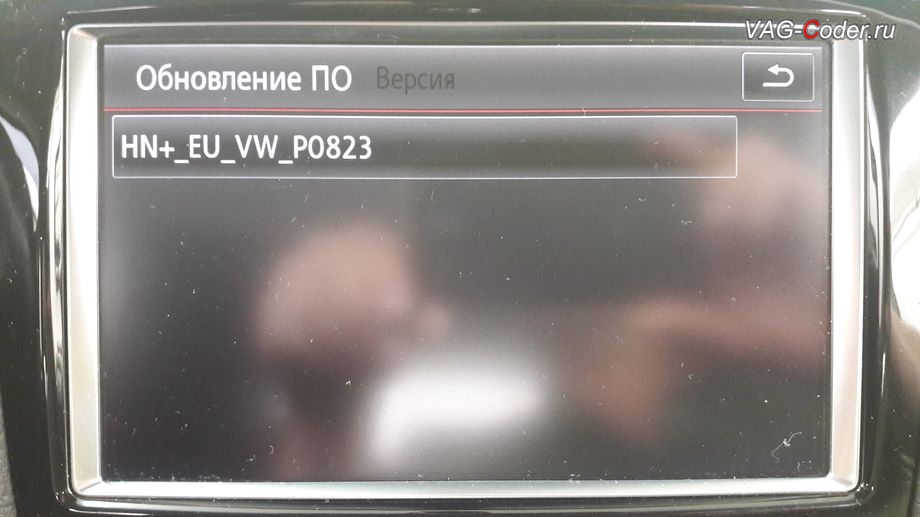 VAG-Coder.ru
Обновление ПО Версия
HN+_EU_VW_P0823